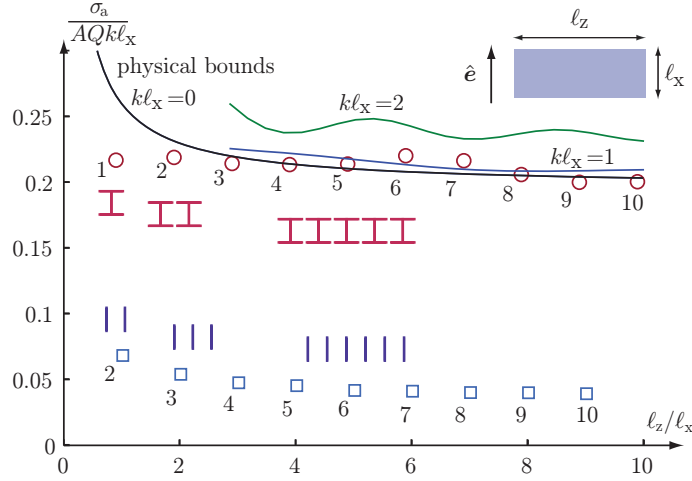 σa
AQkℓx
physical bounds
kℓx=0
kℓx=2
kℓx=1
ê
ℓz
ℓx
0.25
0.2
0.15
0.1
0.05
0
1 2 3 4 5 6 7 8 9 10
2 3 4 5 6 7 8 9 10
ℓz/ℓx
0 2 4 6 8 10